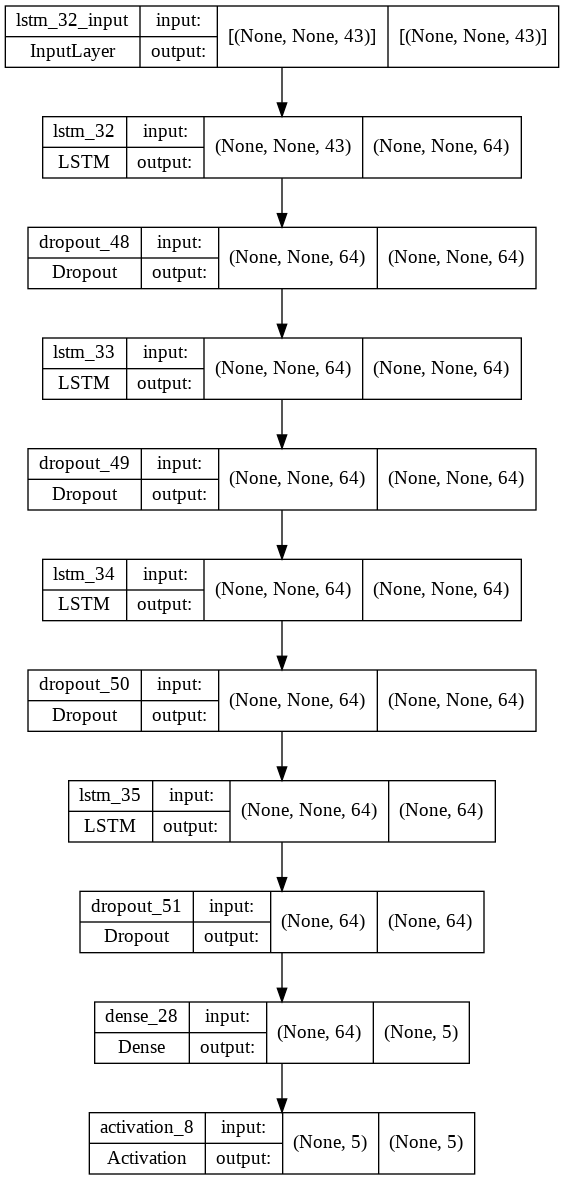 lstm_32_input input: [(None, None, 43)] [(None, None, 43)]
InputLayer output:
lstm_32 input: (None, None, 43) (None, None, 64)
LSTM output:
dropout_48 input: (None, None, 64) (None, None, 64)
Dropout output:
lstm_33 input: (None, None, 64) (None, None, 64)
LSTM output:
dropout_49 input: (None, None, 64) (None, None, 64)
Dropout output:
lstm_34 input: (None, None, 64) (None, None, 64)
LSTM output:
dropout_50 input: (None, None, 64) (None, None, 64)
Dropout output:
lstm_35 input: (None, None, 64) (None, 64)
LSTM output:
dropout_51 input: (None, 64) (None, 64)
Dropout output:
dense_28 input: (None, 64) (None, 5)
Dense output:
activation_8 input: (None, 5) (None, 5)
Activation output: